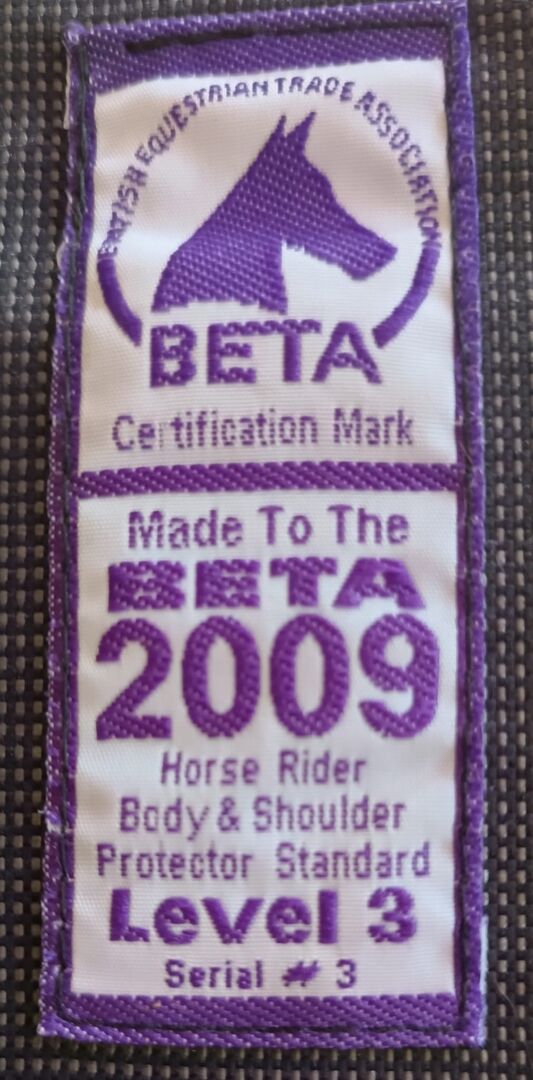 BRITISH EQUESTRIAN TRADE ASSOCIATION
BETA
Certification Mark
Made To The
BETA
2009
Horse Rider
Body & Shoulder
Protector Standard
Level 3
Serial # 3